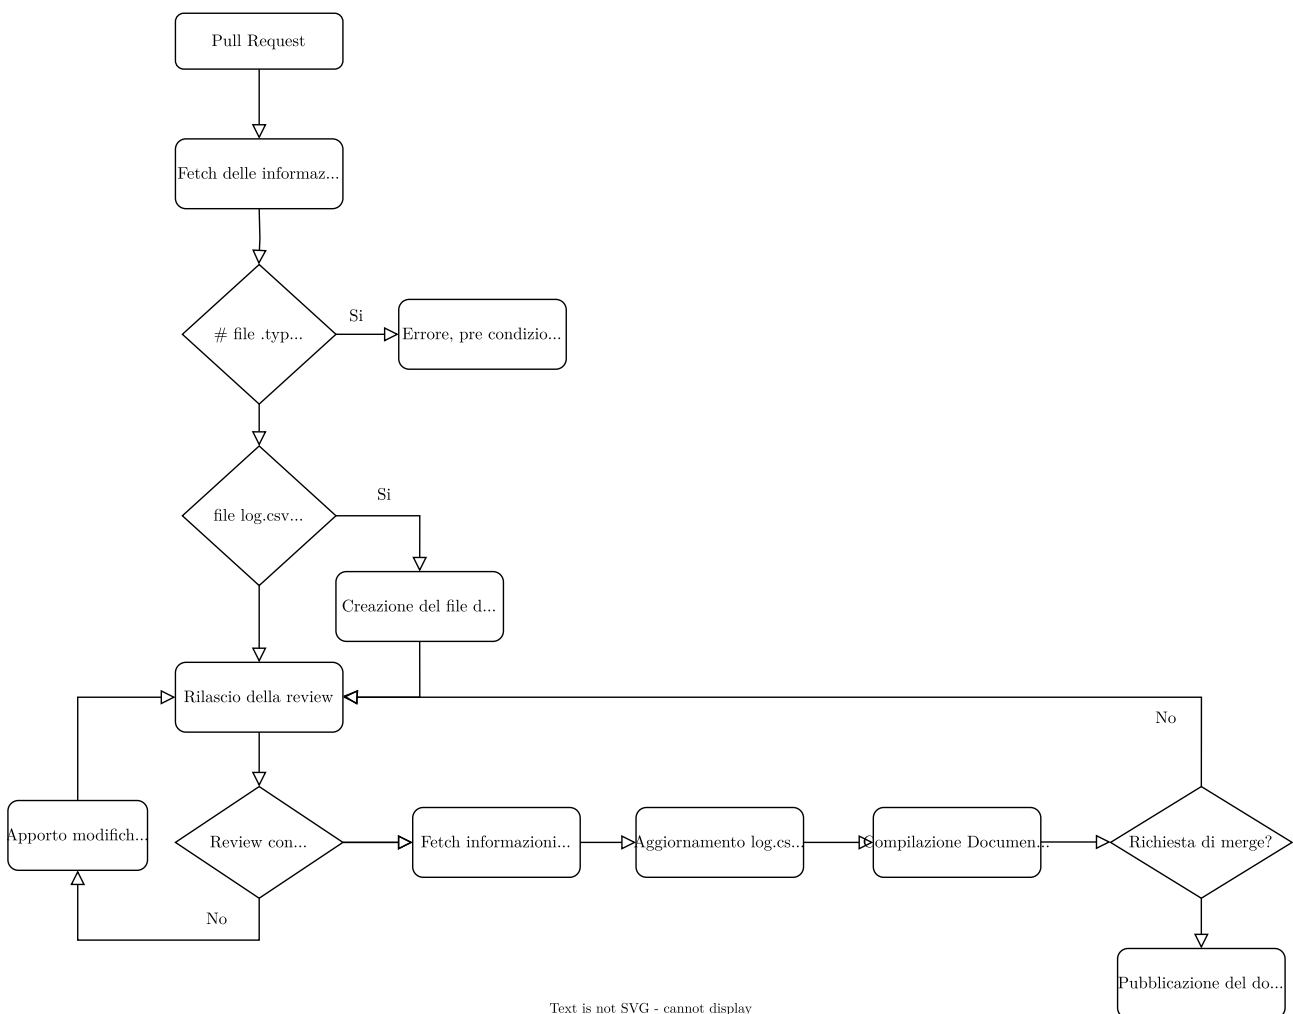 Pull Request
Fetch delle informaz...
# file .typ...
Si
Errore, pre condizio...
file log.csv...
Si
Creazione del file d...
Rilascio della review
No
Apporto modifich...
Review con...
Fetch informazioni...
Aggiornamento log.cs...
Compilazione Documen...
Richiesta di merge?
No
Pubblicazione del do...
Text is not SVG - cannot display